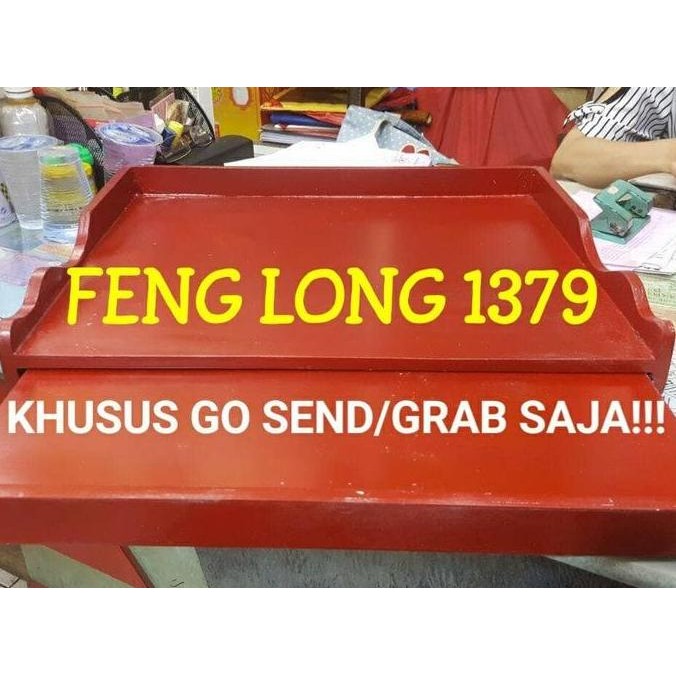 FENG LONG 1379
KHUSUS GO SEND/GRAB SAJA!!!